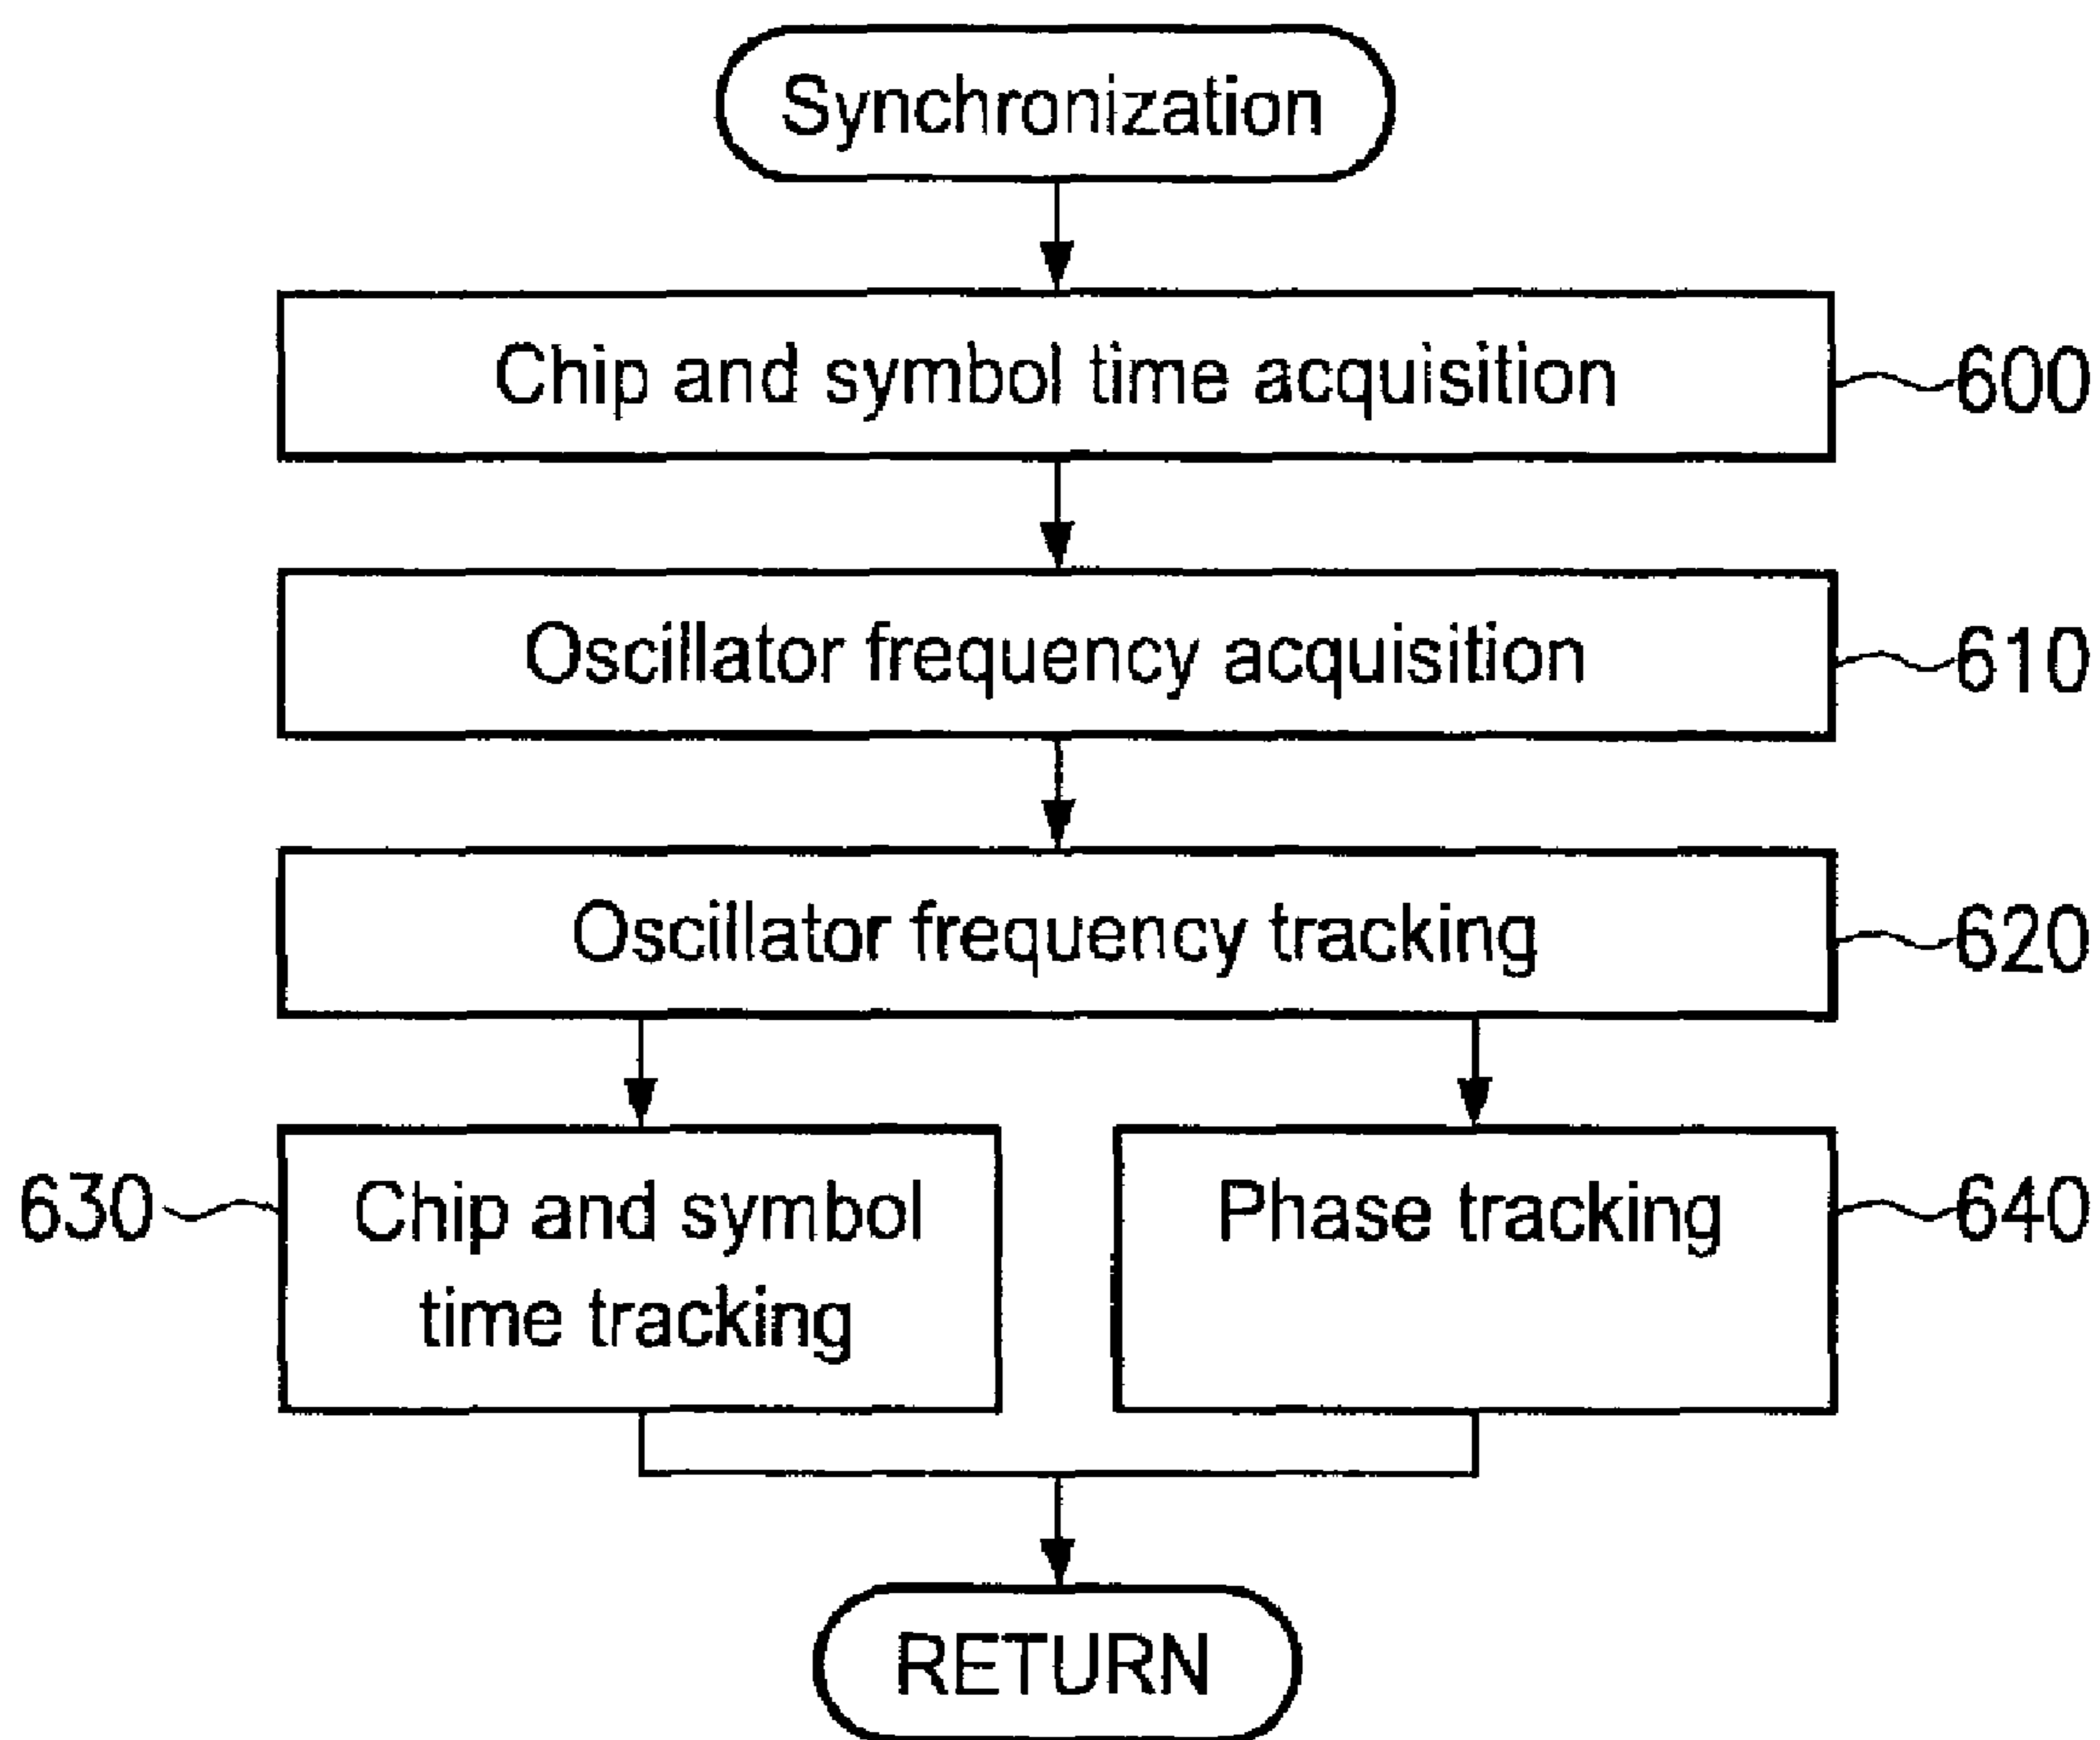 Synchronization
Chip and symbol time acquisition
600
Oscillator frequency acquisition
610
Oscillator frequency tracking
620
630
Chip and symbol
time tracking
Phase tracking
640
RETURN